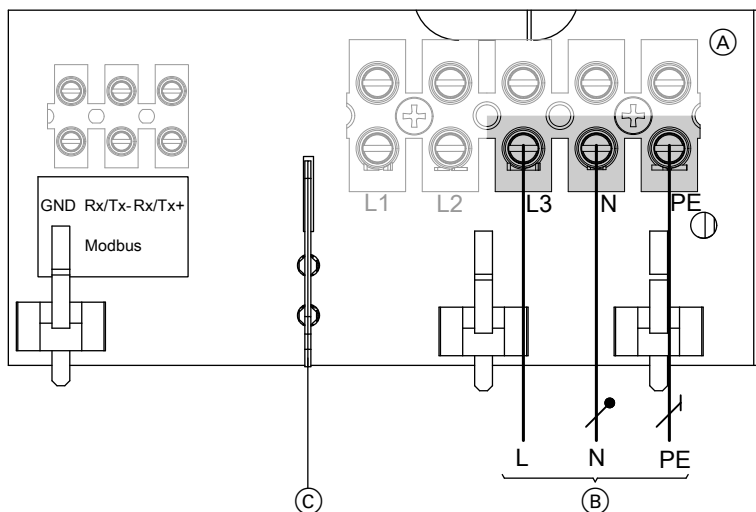 A
L1 L2 L3 N PE
GND Rx/Tx- Rx/Tx+
Modbus
L N PE
C B